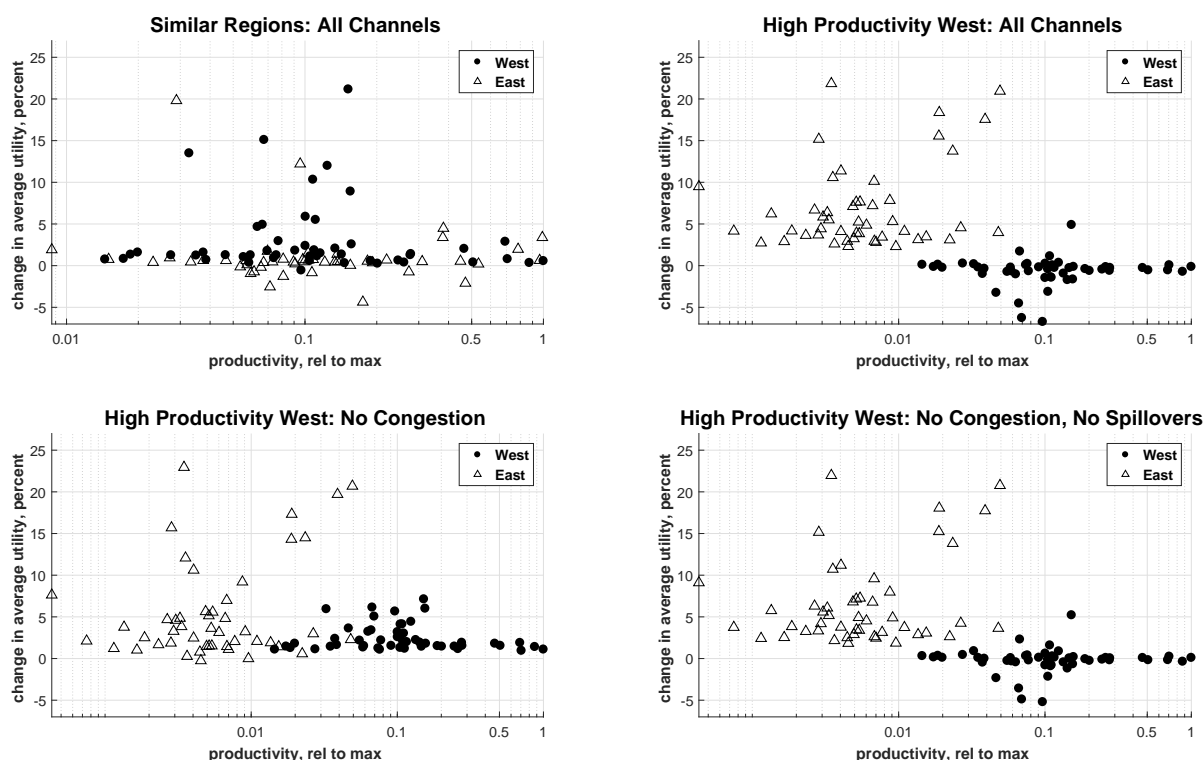 Similar Regions: All Channels
change in average utility, percent
25
20
15
10
5
0
-5
West
East
0.01
0.1
0.5
1
productivity, rel to max
High Productivity West: All Channels
change in average utility, percent
25
20
15
10
5
0
-5
West
East
0.01
0.1
0.5
1
productivity, rel to max
High Productivity West: No Congestion
change in average utility, percent
25
20
15
10
5
0
-5
West
East
0.01
0.1
0.5
1
productivity, rel to max
High Productivity West: No Congestion, No Spillovers
change in average utility, percent
25
20
15
10
5
0
-5
West
East
0.01
0.1
0.5
1
productivity, rel to max